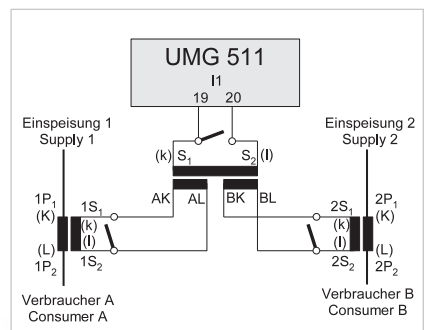 UMG 511
I1
19 20
Einspeisung 1
Supply 1
Einspeisung 2
Supply 2
(k) S₁ S₂ (l)
AK AL BK BL
1P₁
(K)
(L)
1P₂
1S₁
(k)
(l)
1S₂
2S₁
(k)
(l)
2S₂
2P₁
(K)
(L)
2P₂
Verbraucher A
Consumer A
Verbraucher B
Consumer B